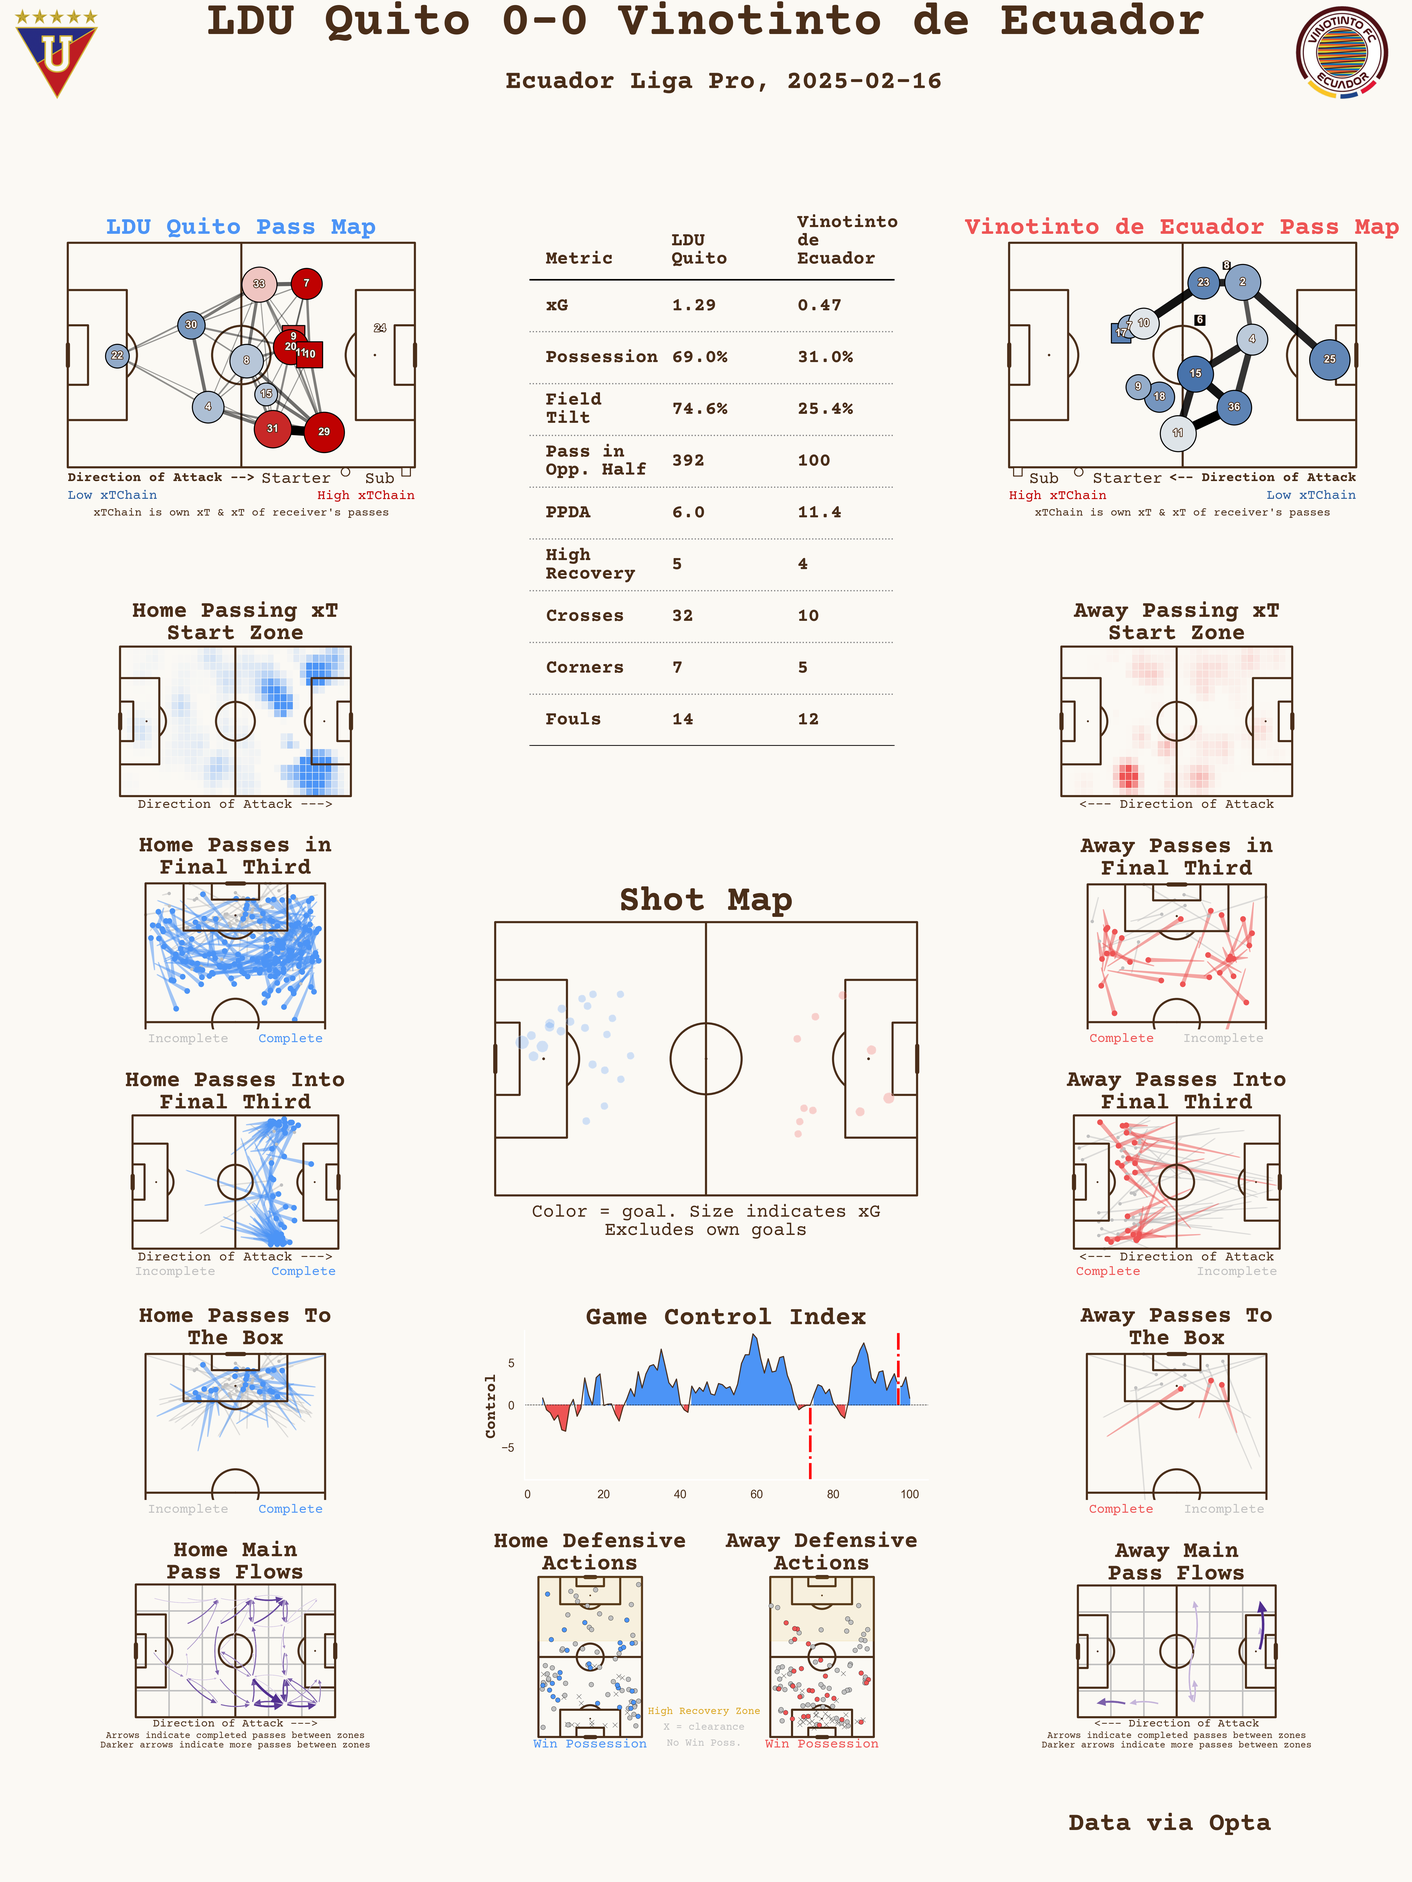 LDU Quito 0-0 Vinotinto de Ecuador
Ecuador Liga Pro, 2025-02-16
U
VINOTINTO FC
ECUADOR
LDU Quito Pass Map
33
7
30
9
20
11
10
24
22
8
15
4
31
29
Direction of Attack -->
Starter
Sub
Low xTChain
High xTChain
xTChain is own xT & xT of receiver's passes
Metric
LDU
Quito
Vinotinto
de
Ecuador
xG 1.29 0.47
Possession 69.0% 31.0%
Field
Tilt
74.6% 25.4%
Pass in
Opp. Half
392 100
PPDA 6.0 11.4
High
Recovery
5 4
Crosses 32 10
Corners 7 5
Fouls 14 12
Vinotinto de Ecuador Pass Map
8
23
2
17
7
10
6
4
25
15
9
18
36
11
Sub
Starter
<-- Direction of Attack
High xTChain
Low xTChain
xTChain is own xT & xT of receiver's passes
Home Passing xT
Start Zone
Direction of Attack --->
Away Passing xT
Start Zone
<--- Direction of Attack
Home Passes in
Final Third
Incomplete
Complete
Away Passes in
Final Third
Complete
Incomplete
Shot Map
Color = goal. Size indicates xG
Excludes own goals
Home Passes Into
Final Third
Direction of Attack --->
Incomplete
Complete
Away Passes Into
Final Third
<--- Direction of Attack
Complete
Incomplete
Home Passes To
The Box
Incomplete
Complete
Game Control Index
Control
5
0
−5
0 20 40 60 80 100
Away Passes To
The Box
Complete
Incomplete
Home Main
Pass Flows
Direction of Attack --->
Arrows indicate completed passes between zones
Darker arrows indicate more passes between zones
Home Defensive
Actions
Win Possession
High Recovery Zone
X = clearance
No Win Poss.
Away Defensive
Actions
Win Possession
Away Main
Pass Flows
<--- Direction of Attack
Arrows indicate completed passes between zones
Darker arrows indicate more passes between zones
Data via Opta